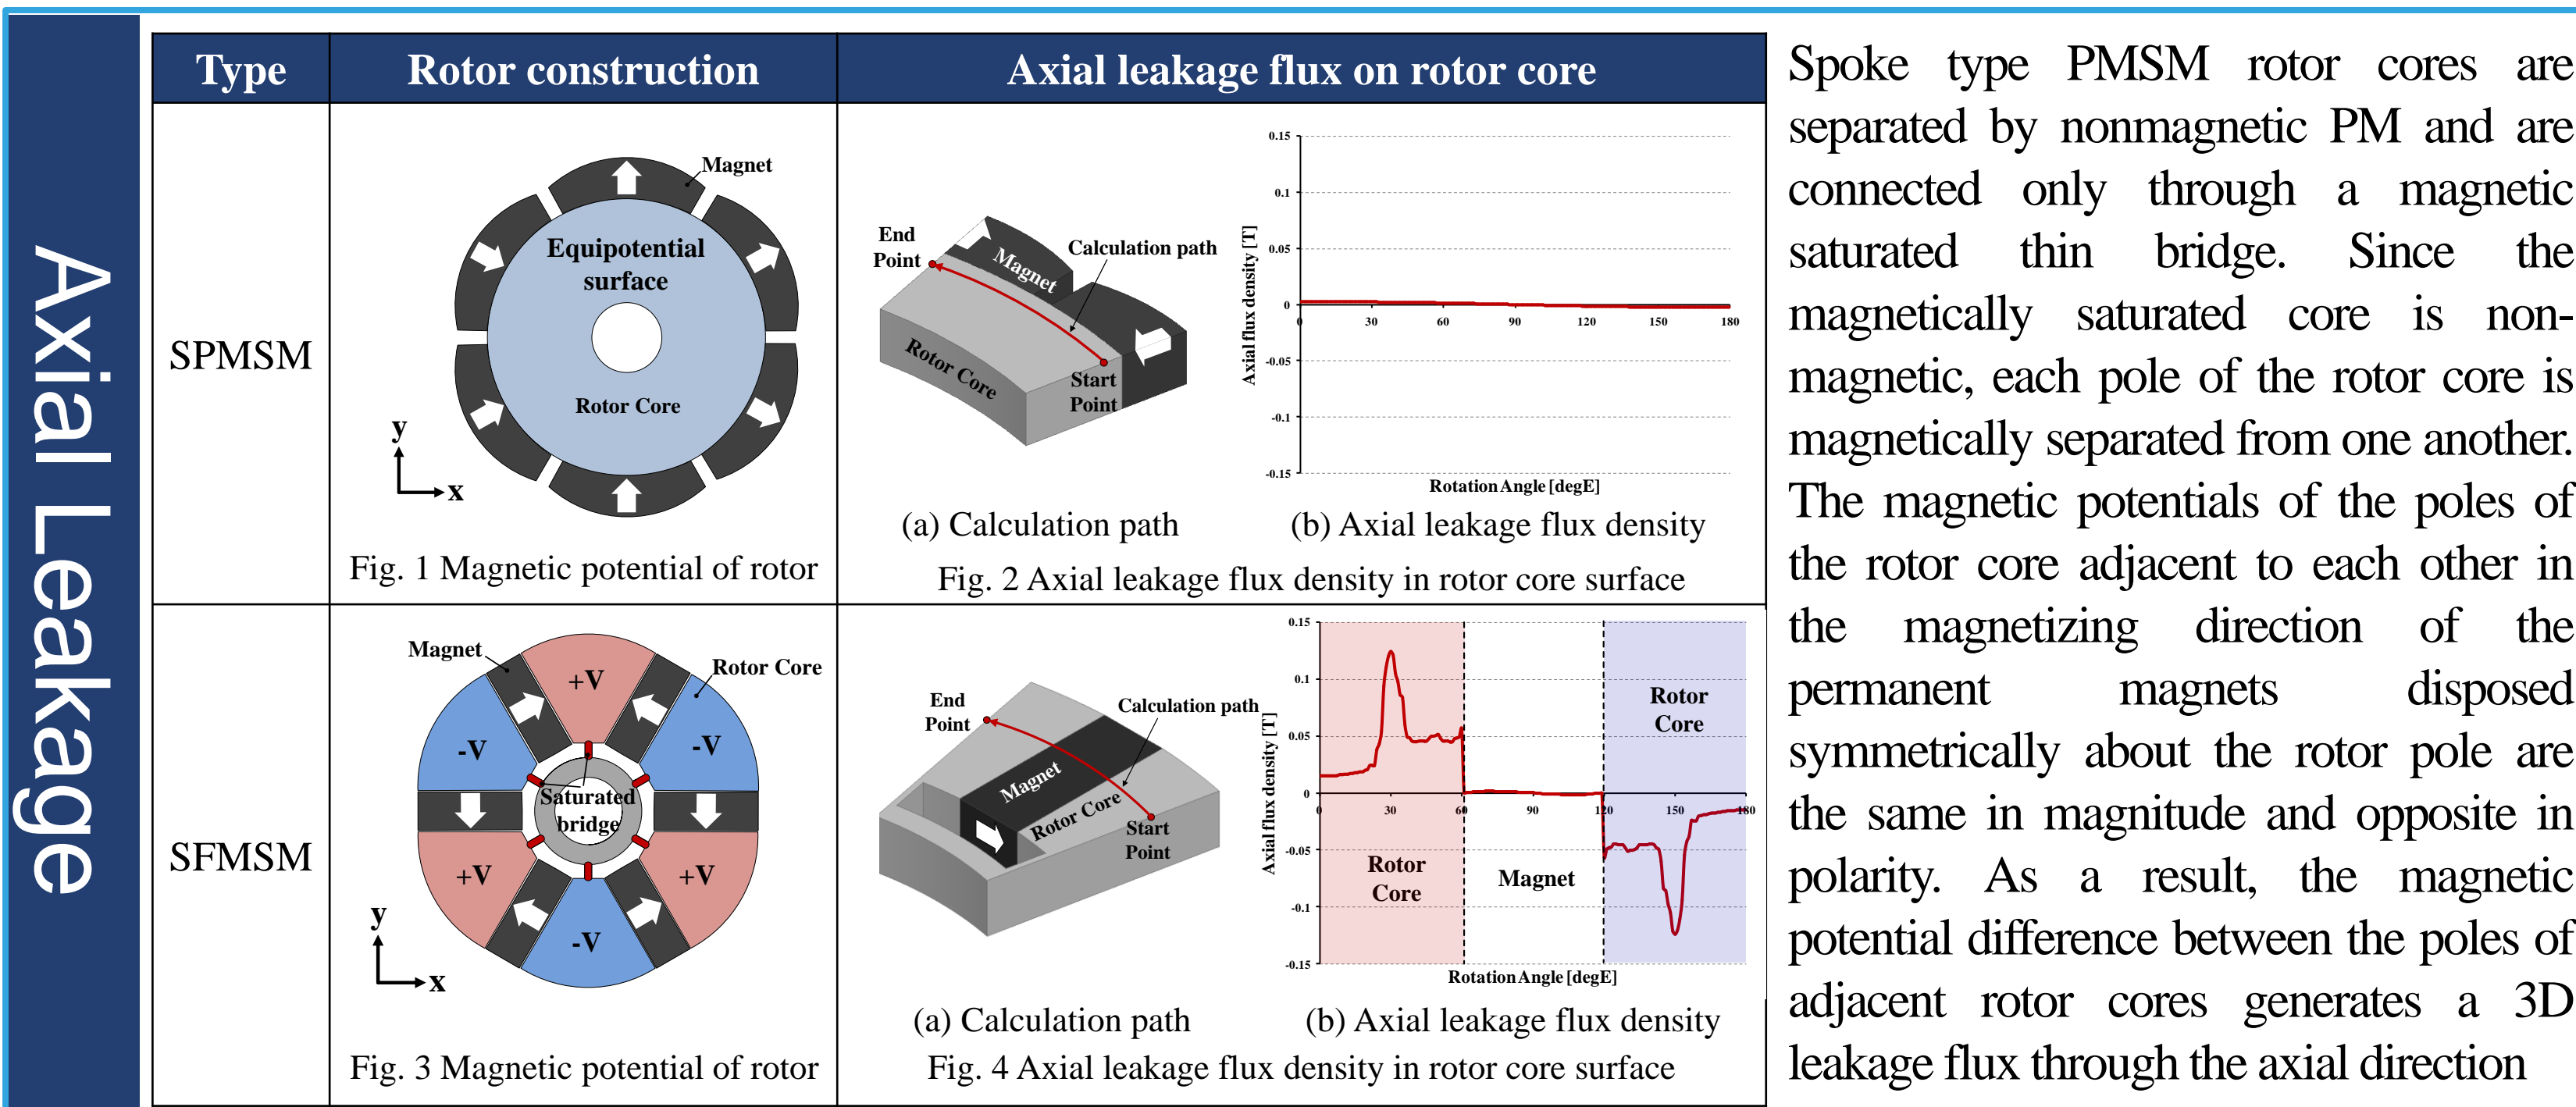 Axial Leakage
Type
Rotor construction
Axial leakage flux on rotor core
SPMSM
Magnet
Equipotential
surface
Rotor Core
y
x
Fig. 1 Magnetic potential of rotor
End
Point
Calculation path
Magnet
Rotor Core
Start
Point
(a) Calculation path
Axial flux density [T]
0.15
0.1
0.05
0
-0.05
-0.1
-0.15
0 30 60 90 120 150 180
Rotation Angle [degE]
(b) Axial leakage flux density
Fig. 2 Axial leakage flux density in rotor core surface
SFMSM
Magnet
Rotor Core
+V
-V
-V
Saturated
bridge
+V
+V
-V
y
x
Fig. 3 Magnetic potential of rotor
End
Point
Calculation path
Magnet
Rotor Core
Start
Point
(a) Calculation path
Axial flux density [T]
0.15
0.1
0.05
0
-0.05
-0.1
-0.15
0 30 60 90 120 150 180
Rotor
Core
Magnet
Rotor
Core
Rotation Angle [degE]
(b) Axial leakage flux density
Fig. 4 Axial leakage flux density in rotor core surface
Spoke type PMSM rotor cores are
separated by nonmagnetic PM and are
connected only through a magnetic
saturated thin bridge. Since the
magnetically saturated core is non-
magnetic, each pole of the rotor core is
magnetically separated from one another.
The magnetic potentials of the poles of
the rotor core adjacent to each other in
the magnetizing direction of the
permanent magnets disposed
symmetrically about the rotor pole are
the same in magnitude and opposite in
polarity. As a result, the magnetic
potential difference between the poles of
adjacent rotor cores generates a 3D
leakage flux through the axial direction